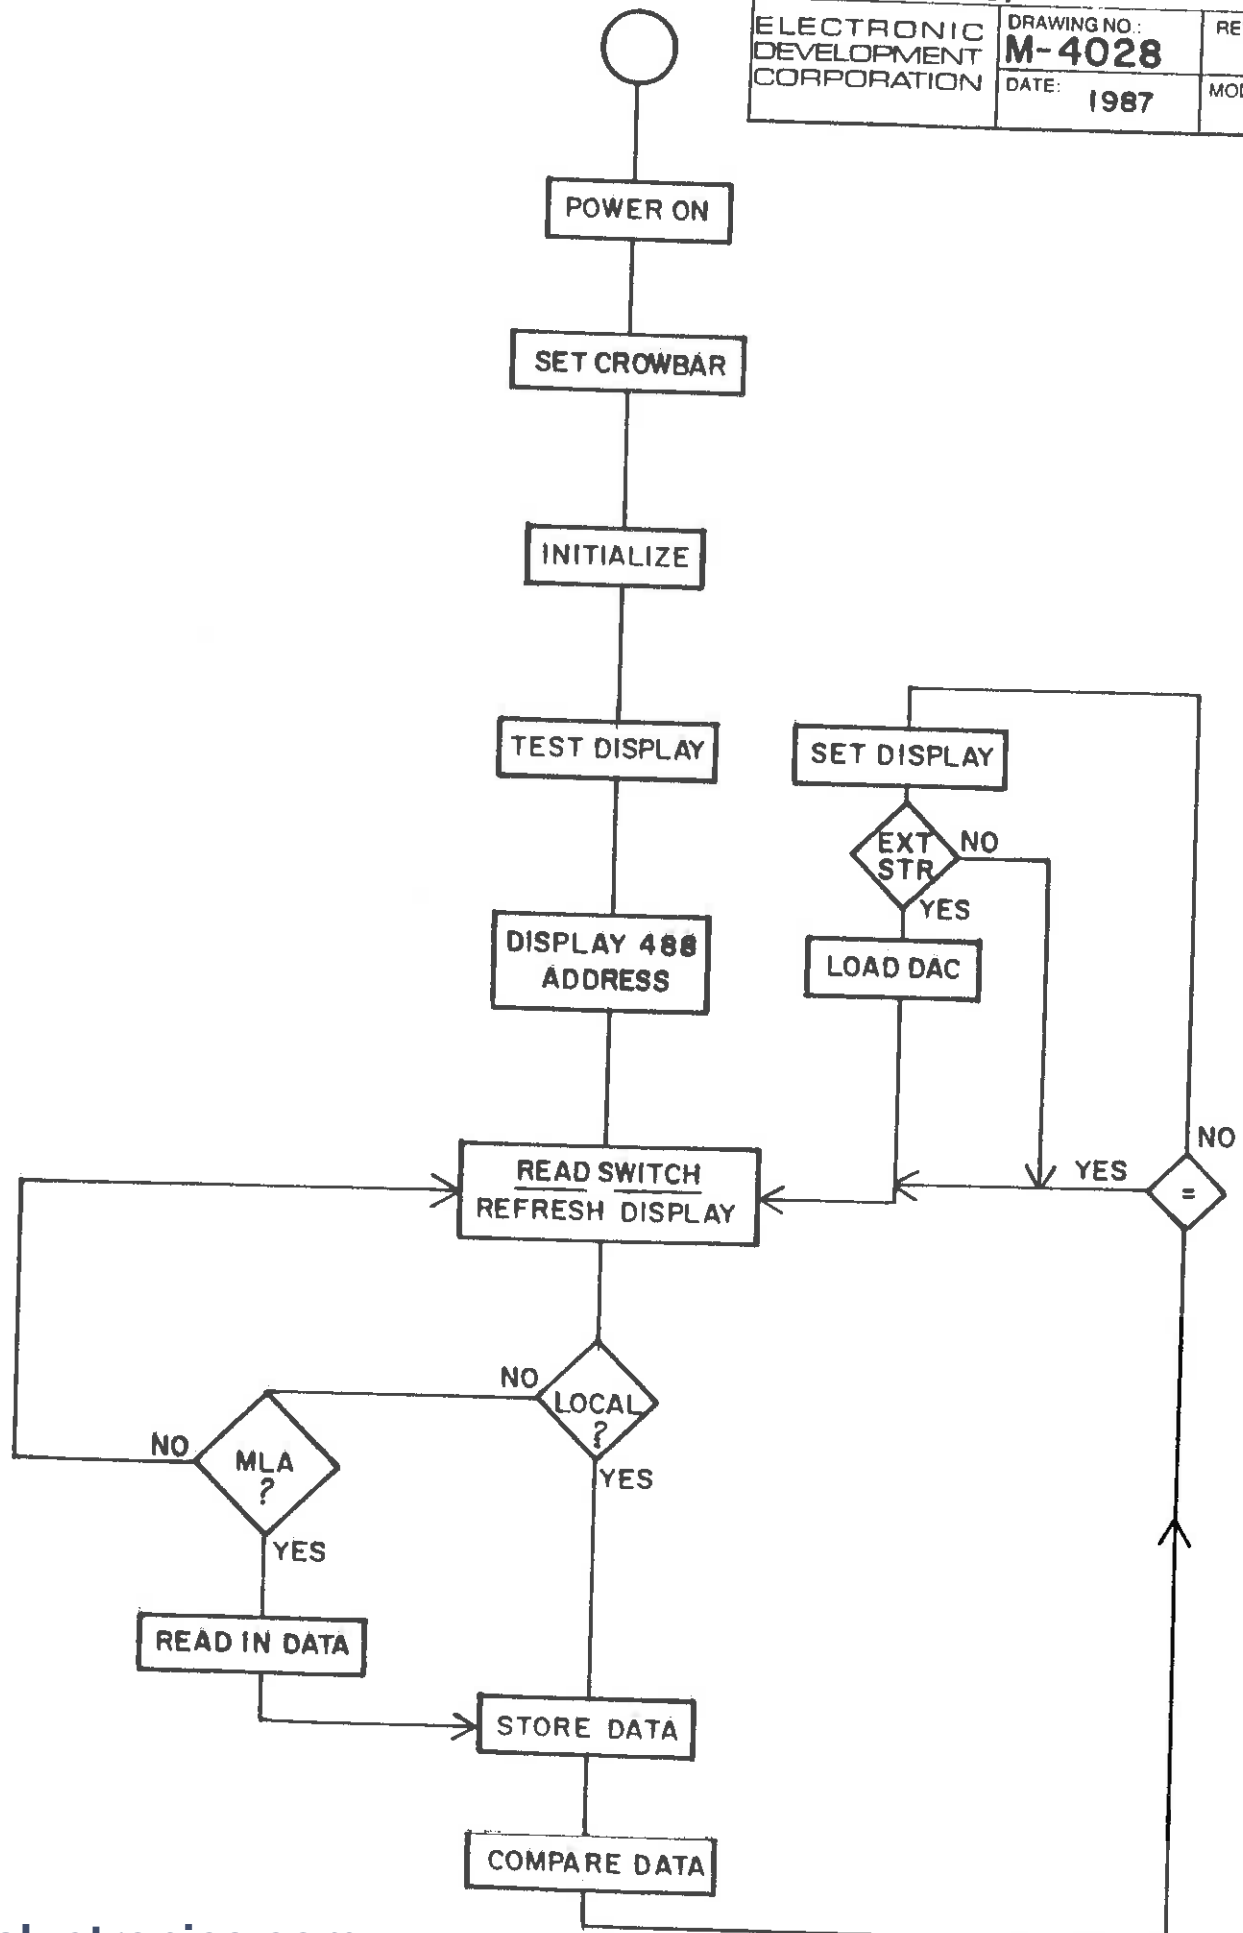 ELECTRONIC
DEVELOPMENT
CORPORATION
DRAWING NO.:
M-4028
DATE:
1987
POWER ON
SET CROWBAR
INITIALIZE
TEST DISPLAY
SET DISPLAY
EXT
STR
NO
YES
DISPLAY 488
ADDRESS
LOAD DAC
READ SWITCH
REFRESH DISPLAY
YES
NO
=
NO
LOCAL
?
YES
NO
MLA
?
YES
READ IN DATA
STORE DATA
COMPARE DATA